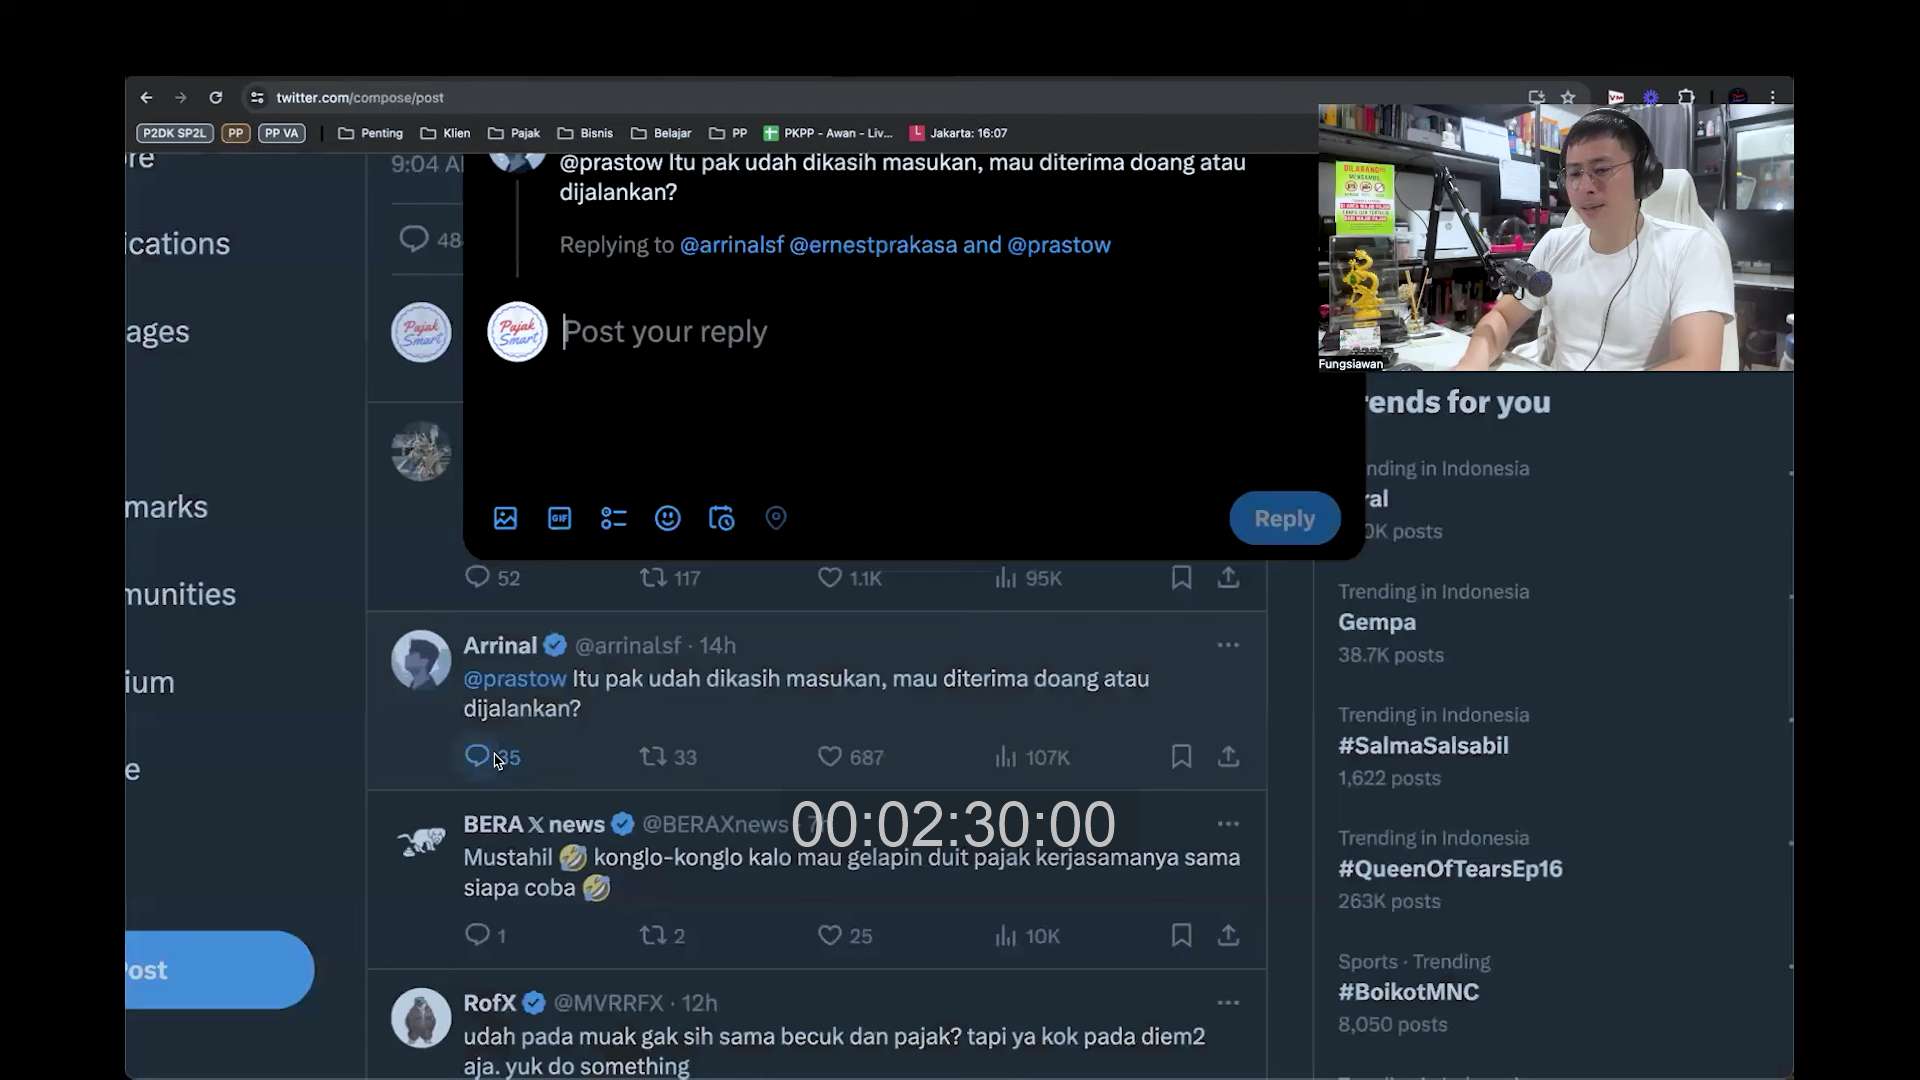 twitter.com/compose/post
P2DK SP2L
PP
PP VA
Penting
Klien
Pajak
Bisnis
Belajar
PP
PKPP - Awan - Liv...
Jakarta: 16:07
ications
ages
marks
munities
ium
e
Post
9:04 A
48
@prastow Itu pak udah dikasih masukan, mau diterima doang atau
dijalankan?
Replying to @arrinalsf @ernestprakasa and @prastow
Pajak
Smart
Pajak
Smart
Post your reply
GIF
Reply
52
117
1.1K
95K
Arrinal @arrinalsf · 14h
@prastow Itu pak udah dikasih masukan, mau diterima doang atau
dijalankan?
35
33
687
107K
00:02:30:00
BERA X news @BERAXnews
Mustahil 🤣 konglo-konglo kalo mau gelapin duit pajak kerjasamanya sama
siapa coba 🤣
1
2
25
10K
RofX @MVRRFX · 12h
udah pada muak gak sih sama becuk dan pajak? tapi ya kok pada diem2
aja. yuk do something
DILARANG!!!
Fungsiawan
rends for you
nding in Indonesia
ral
0K posts
Trending in Indonesia
Gempa
38.7K posts
Trending in Indonesia
#SalmaSalsabil
1,622 posts
Trending in Indonesia
#QueenOfTearsEp16
263K posts
Sports · Trending
#BoikotMNC
8,050 posts